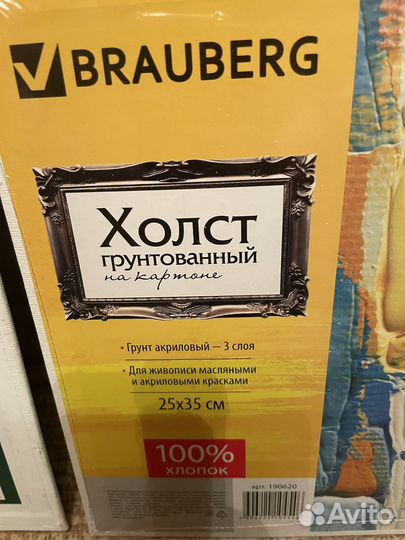 BRAUBERG
Холст
грунтованный
на картоне
• Грунт акриловый — 3 слоя
• Для живописи масляными
и акриловыми красками
25х35 см
100%
ХЛОПОК
арт. 190620
Avito